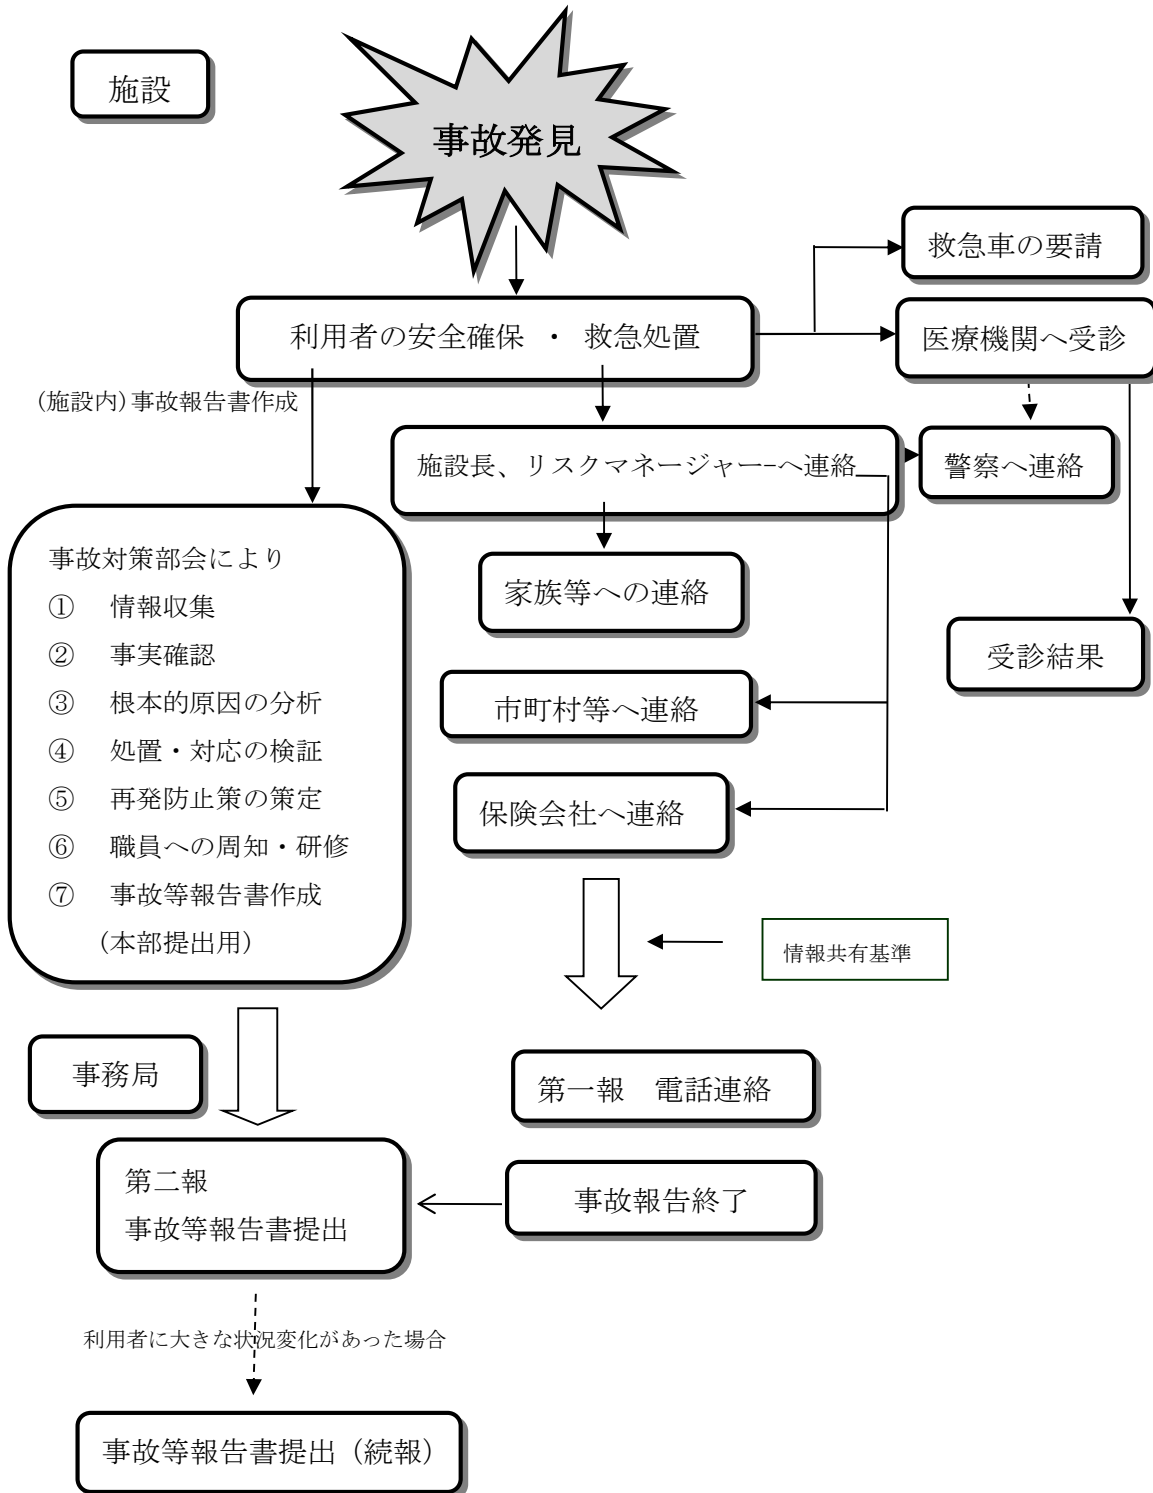 施設
事故発見
救急車の要請
利用者の安全確保 ・ 救急処置
医療機関へ受診
(施設内)事故報告書作成
施設長、リスクマネージャー-へ連絡
警察へ連絡
家族等への連絡
受診結果
市町村等へ連絡
保険会社へ連絡
事故対策部会により
① 情報収集
② 事実確認
③ 根本的原因の分析
④ 処置・対応の検証
⑤ 再発防止策の策定
⑥ 職員への周知・研修
⑦ 事故等報告書作成
(本部提出用)
情報共有基準
事務局
第一報 電話連絡
事故報告終了
第二報
事故等報告書提出
利用者に大きな状況変化があった場合
事故等報告書提出(続報)